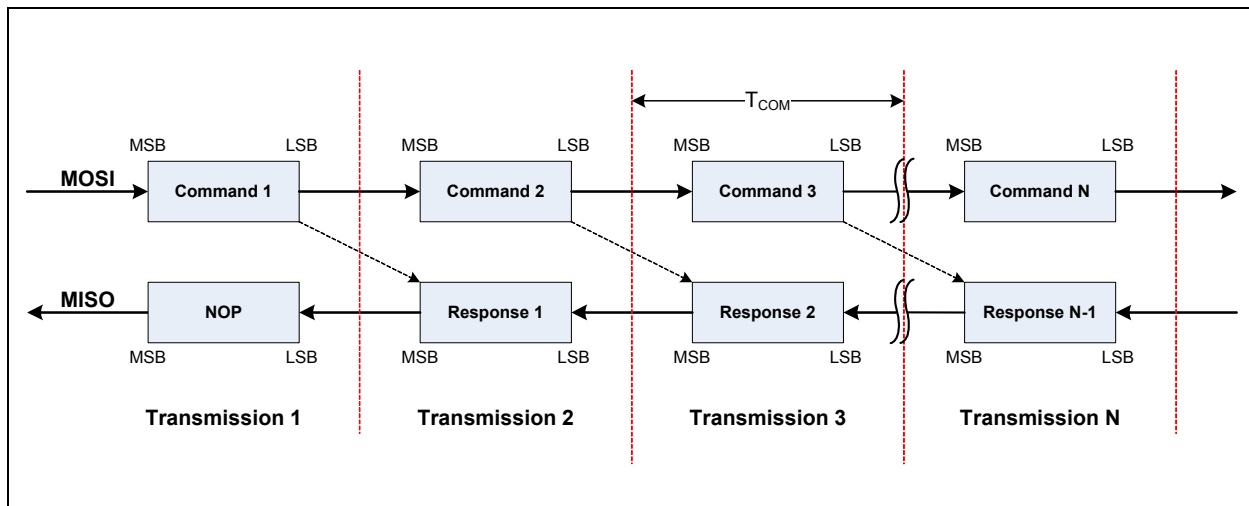 T_COM
MSB LSB MSB LSB MSB LSB MSB LSB
MOSI Command 1 Command 2 Command 3 Command N
MISO NOP Response 1 Response 2 Response N-1
MSB LSB MSB LSB MSB LSB MSB LSB
Transmission 1 Transmission 2 Transmission 3 Transmission N